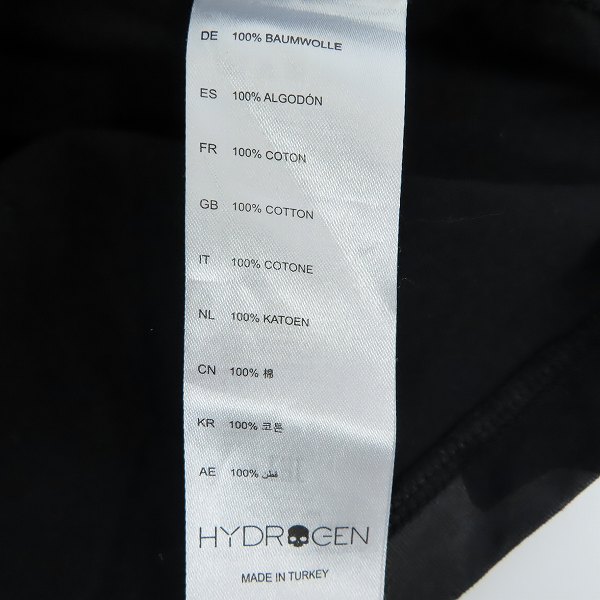 DE 100% BAUMWOLLE
ES 100% ALGODÓN
FR 100% COTON
GB 100% COTTON
IT 100% COTONE
NL 100% KATOEN
CN 100% 棉
KR 100% 코튼
AE 100% قطن
HYDROGEN
MADE IN TURKEY